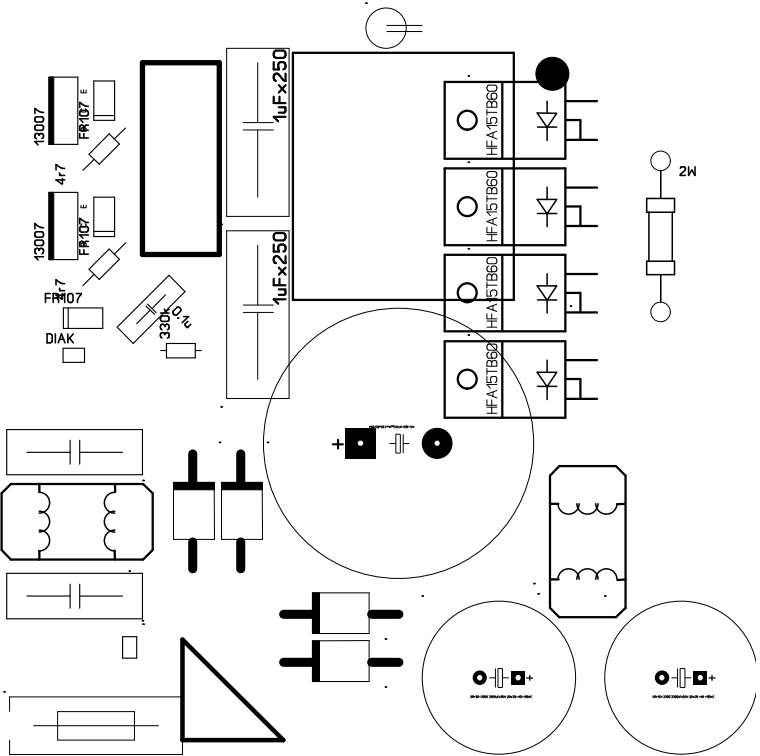 1uFx250
HFA15TB60
13007
FR107
E
2W
4r7
HFA15TB60
13007
FR107
E
4r7
1uFx250
HFA15TB60
FR107
0.1u
330k
DIAK
HFA15TB60
+
+
+